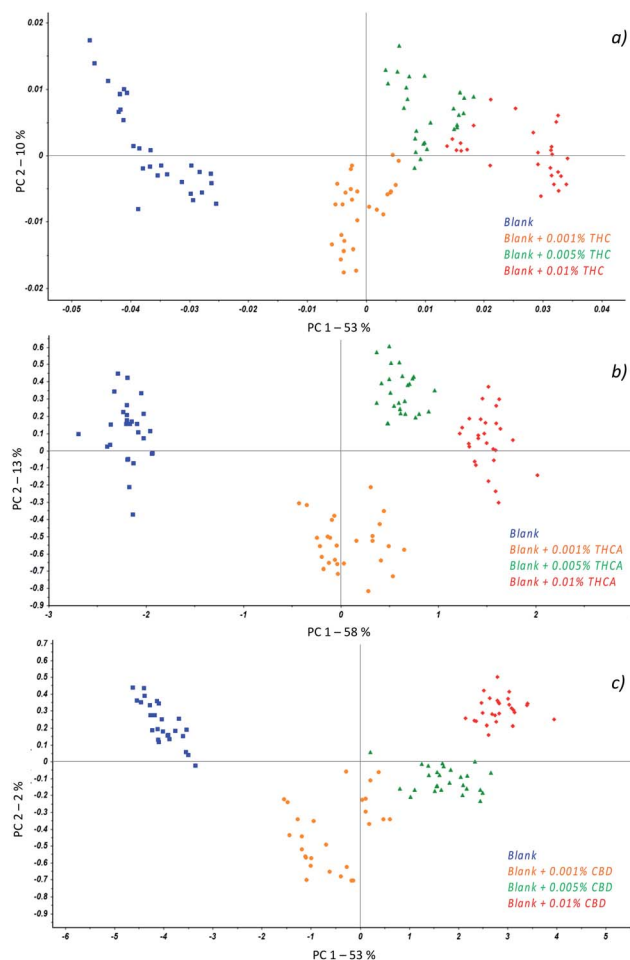 0.02
a)
0.01
0
-0.01
-0.02
PC 2 – 10 %
Blank
Blank + 0.001% THC
Blank + 0.005% THC
Blank + 0.01% THC
-0.05 -0.04 -0.03 -0.02 -0.01 0 0.01 0.02 0.03 0.04
PC 1 – 53 %
b)
0.6
0.5
0.4
0.3
0.2
0.1
0
-0.1
-0.2
-0.3
-0.4
-0.5
-0.6
-0.7
-0.8
-0.9
PC 2 – 13 %
Blank
Blank + 0.001% THCA
Blank + 0.005% THCA
Blank + 0.01% THCA
-3 -2 -1 0 1 2
PC 1 – 58 %
c)
0.7
0.6
0.5
0.4
0.3
0.2
0.1
0
-0.1
-0.2
-0.3
-0.4
-0.5
-0.6
-0.7
-0.8
-0.9
PC 2 – 2 %
Blank
Blank + 0.001% CBD
Blank + 0.005% CBD
Blank + 0.01% CBD
-6 -5 -4 -3 -2 -1 0 1 2 3 4 5
PC 1 – 53 %